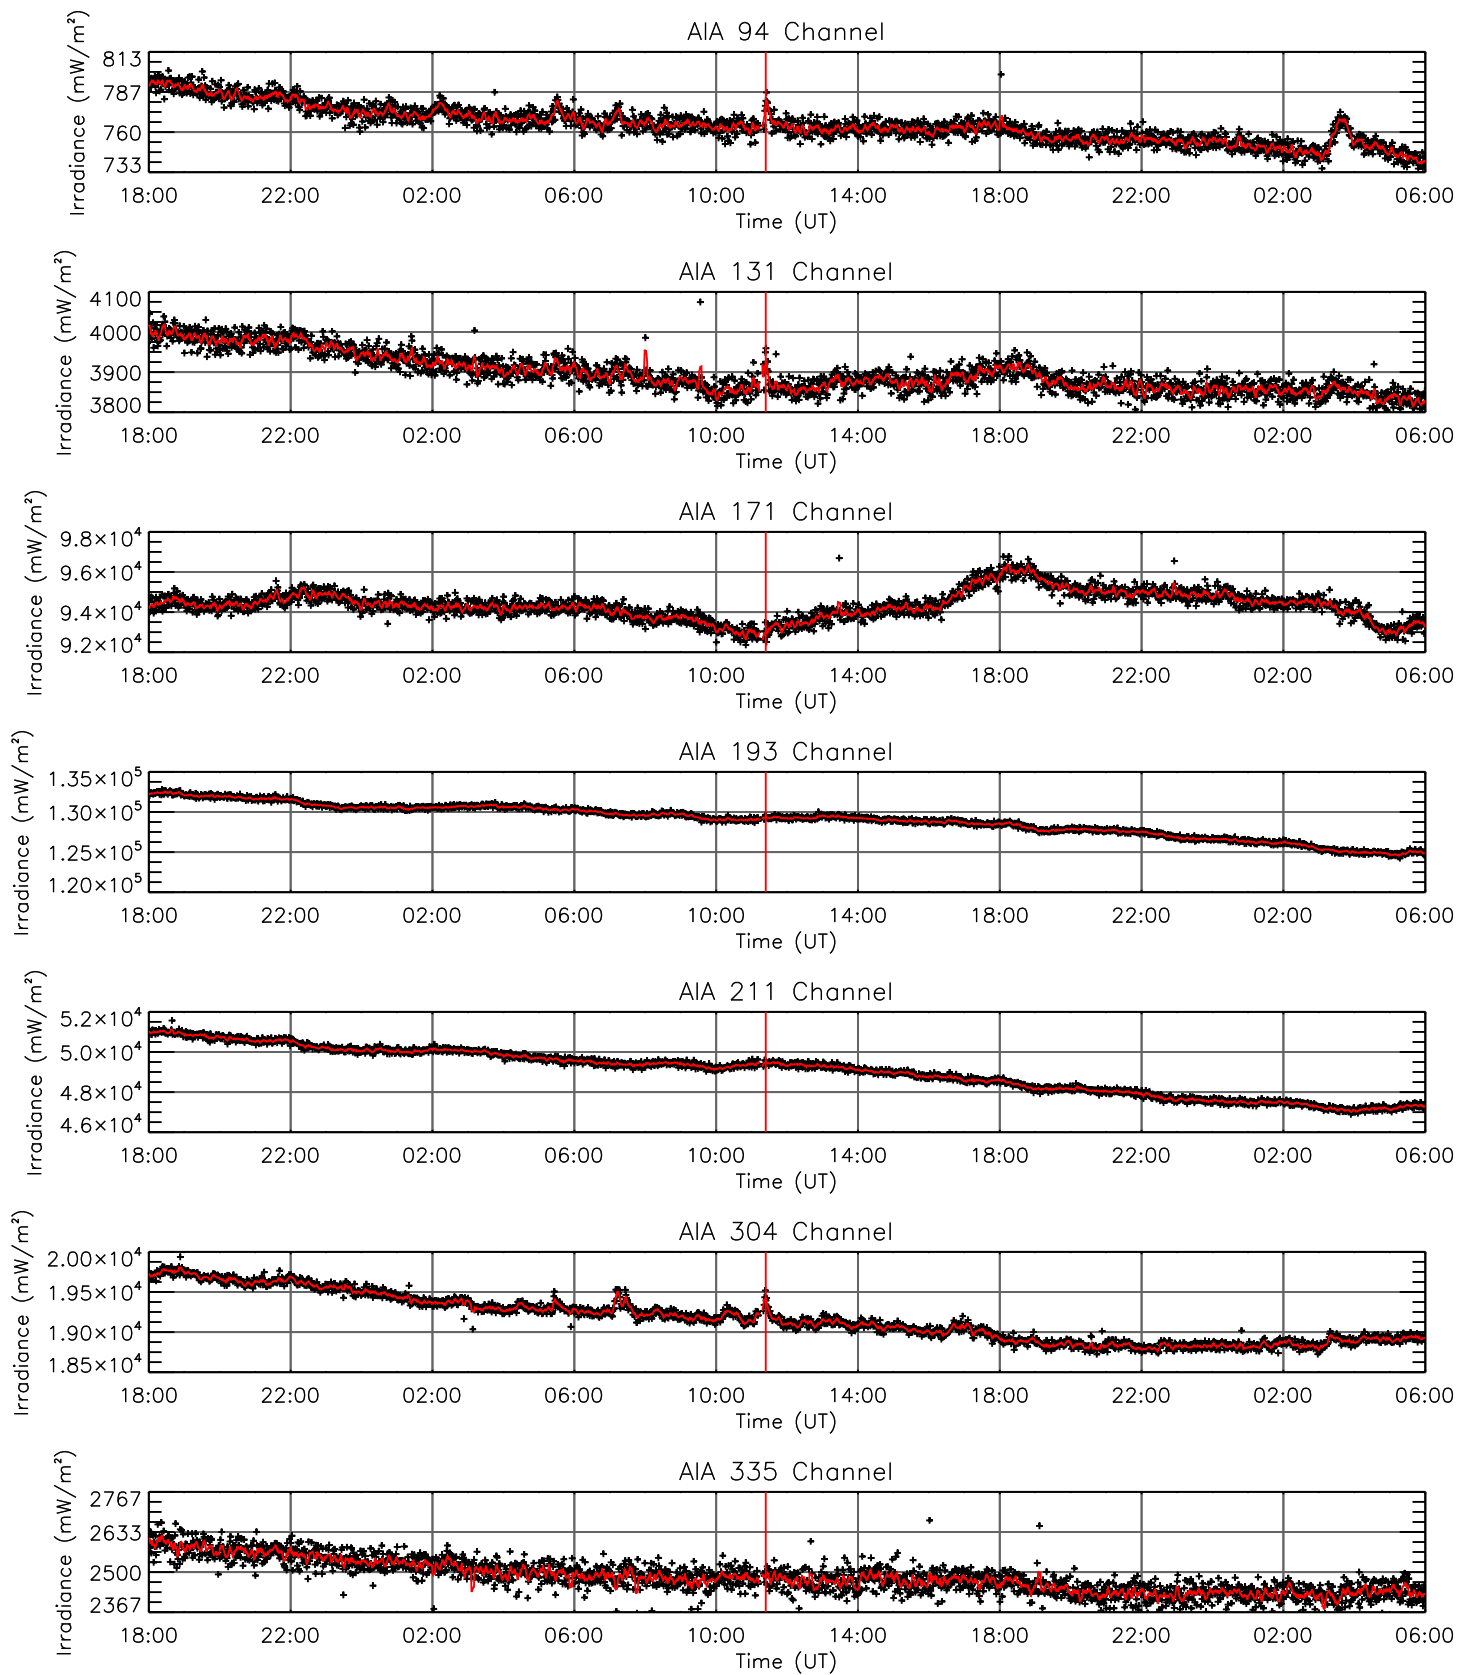 AIA 94 Channel
Irradiance (mW/m²)
813
787
760
733
18:00 22:00 02:00 06:00 10:00 14:00 18:00 22:00 02:00 06:00
Time (UT)
AIA 131 Channel
Irradiance (mW/m²)
4100
4000
3900
3800
18:00 22:00 02:00 06:00 10:00 14:00 18:00 22:00 02:00 06:00
Time (UT)
AIA 171 Channel
Irradiance (mW/m²)
9.8×10⁴
9.6×10⁴
9.4×10⁴
9.2×10⁴
18:00 22:00 02:00 06:00 10:00 14:00 18:00 22:00 02:00 06:00
Time (UT)
AIA 193 Channel
Irradiance (mW/m²)
1.35×10⁵
1.30×10⁵
1.25×10⁵
1.20×10⁵
18:00 22:00 02:00 06:00 10:00 14:00 18:00 22:00 02:00 06:00
Time (UT)
AIA 211 Channel
Irradiance (mW/m²)
5.2×10⁴
5.0×10⁴
4.8×10⁴
4.6×10⁴
18:00 22:00 02:00 06:00 10:00 14:00 18:00 22:00 02:00 06:00
Time (UT)
AIA 304 Channel
Irradiance (mW/m²)
2.00×10⁴
1.95×10⁴
1.90×10⁴
1.85×10⁴
18:00 22:00 02:00 06:00 10:00 14:00 18:00 22:00 02:00 06:00
Time (UT)
AIA 335 Channel
Irradiance (mW/m²)
2767
2633
2500
2367
18:00 22:00 02:00 06:00 10:00 14:00 18:00 22:00 02:00 06:00
Time (UT)